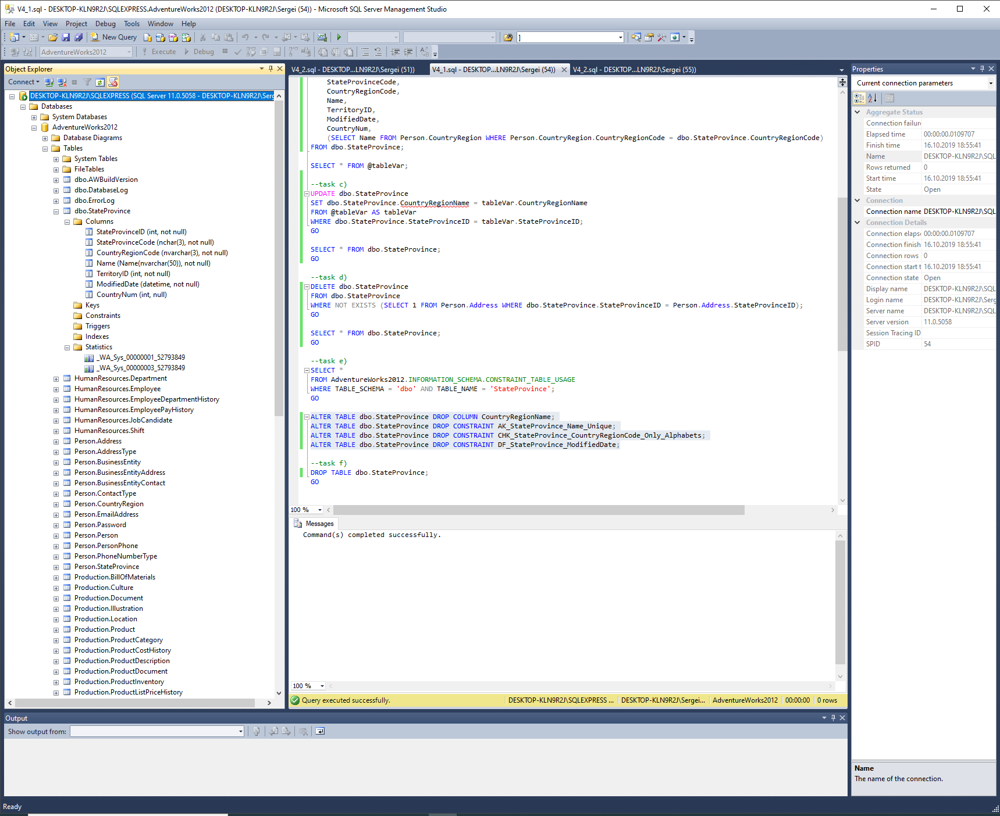 V4_1.sql - DESKTOP-KLN9R2J\SQLEXPRESS.AdventureWorks2012 (DESKTOP-KLN9R2J\Sergei (54)) - Microsoft SQL Server Management Studio
File Edit View Project Debug Tools Window Help
New Query ]
AdventureWorks2012 Execute Debug
Object Explorer
Connect
DESKTOP-KLN9R2J\SQLEXPRESS (SQL Server 11.0.5058 - DESKTOP-KLN9R2J\Serg
Databases
System Databases
AdventureWorks2012
Database Diagrams
Tables
System Tables
FileTables
dbo.AWBuildVersion
dbo.DatabaseLog
dbo.ErrorLog
dbo.StateProvince
Columns
StateProvinceID (int, not null)
StateProvinceCode (nchar(3), not null)
CountryRegionCode (nvarchar(3), not null)
Name (Name(nvarchar(50)), not null)
TerritoryID (int, not null)
ModifiedDate (datetime, not null)
CountryNum (int, null)
Keys
Constraints
Triggers
Indexes
Statistics
_WA_Sys_00000001_52793849
_WA_Sys_00000003_52793849
HumanResources.Department
HumanResources.Employee
HumanResources.EmployeeDepartmentHistory
HumanResources.EmployeePayHistory
HumanResources.JobCandidate
HumanResources.Shift
Person.Address
Person.AddressType
Person.BusinessEntity
Person.BusinessEntityAddress
Person.BusinessEntityContact
Person.ContactType
Person.CountryRegion
Person.EmailAddress
Person.Password
Person.Person
Person.PersonPhone
Person.PhoneNumberType
Person.StateProvince
Production.BillOfMaterials
Production.Culture
Production.Document
Production.Illustration
Production.Location
Production.Product
Production.ProductCategory
Production.ProductCostHistory
Production.ProductDescription
Production.ProductDocument
Production.ProductInventory
Production.ProductListPriceHistory
V4_2.sql - DESKTOP...LN9R2J\Sergei (51)) V4_1.sql - DESKTOP...LN9R2J\Sergei (54)) V4_2.sql - DESKTOP...LN9R2J\Sergei (55))
StateProvinceCode,
CountryRegionCode,
Name,
TerritoryID,
ModifiedDate,
CountryNum,
(SELECT Name FROM Person.CountryRegion WHERE Person.CountryRegion.CountryRegionCode = dbo.StateProvince.CountryRegionCode)
FROM dbo.StateProvince;
SELECT * FROM @tableVar;
--task c)
UPDATE dbo.StateProvince
SET dbo.StateProvince.CountryRegionName = tableVar.CountryRegionName
FROM @tableVar AS tableVar
WHERE dbo.StateProvince.StateProvinceID = tableVar.StateProvinceID;
GO
SELECT * FROM dbo.StateProvince;
GO
--task d)
DELETE dbo.StateProvince
FROM dbo.StateProvince
WHERE NOT EXISTS (SELECT 1 FROM Person.Address WHERE dbo.StateProvince.StateProvinceID = Person.Address.StateProvinceID);
GO
SELECT * FROM dbo.StateProvince;
GO
--task e)
SELECT *
FROM AdventureWorks2012.INFORMATION_SCHEMA.CONSTRAINT_TABLE_USAGE
WHERE TABLE_SCHEMA = 'dbo' AND TABLE_NAME = 'StateProvince';
GO
ALTER TABLE dbo.StateProvince DROP COLUMN CountryRegionName;
ALTER TABLE dbo.StateProvince DROP CONSTRAINT AK_StateProvince_Name_Unique;
ALTER TABLE dbo.StateProvince DROP CONSTRAINT CHK_StateProvince_CountryRegionCode_Only_Alphabets;
ALTER TABLE dbo.StateProvince DROP CONSTRAINT DF_StateProvince_ModifiedDate;
--task f)
DROP TABLE dbo.StateProvince;
GO
100 %
Messages
Command(s) completed successfully.
100 %
Query executed successfully. DESKTOP-KLN9R2J\SQLEXPRESS ... DESKTOP-KLN9R2J\Sergei... AdventureWorks2012 00:00:00 0 rows
Properties
Current connection parameters
Aggregate Status
Connection failure
Elapsed time 00:00:00.0109707
Finish time 16.10.2019 18:55:41
Name DESKTOP-KLN9R2J\SQL
Rows returned 0
Start time 16.10.2019 18:55:41
State Open
Connection
Connection name DESKTOP-KLN9R2J\SQL
Connection Details
Connection elaps 00:00:00.0109707
Connection finish 16.10.2019 18:55:41
Connection rows 0
Connection start t 16.10.2019 18:55:41
Connection state Open
Display name DESKTOP-KLN9R2J\SQL
Login name DESKTOP-KLN9R2J\Serg
Server name DESKTOP-KLN9R2J\SQL
Server version 11.0.5058
Session Tracing ID
SPID 54
Name
The name of the connection.
Output
Show output from:
Ready